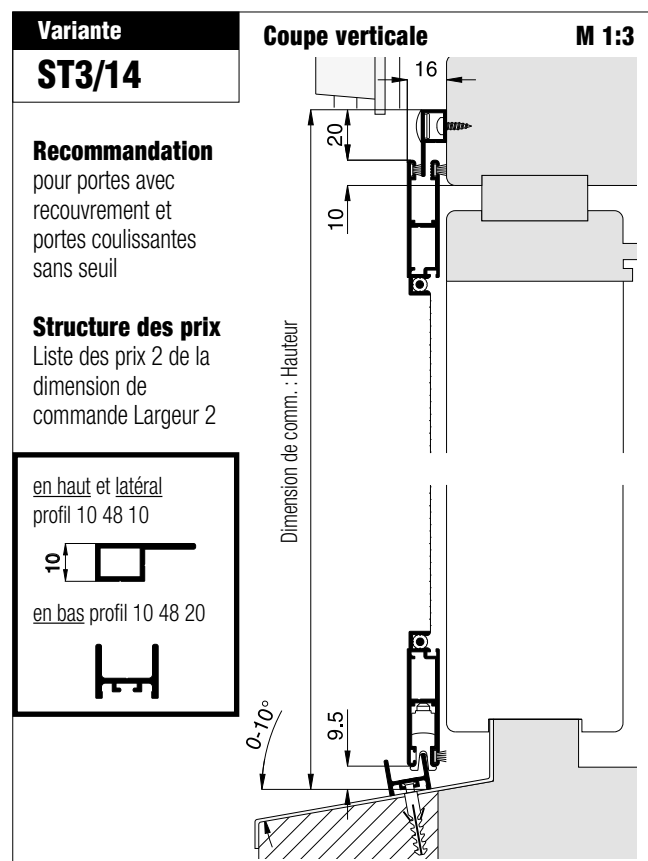 Variante
ST3/14
Coupe verticale
M 1:3
Recommandation
pour portes avec
recouvrement et
portes coulissantes
sans seuil
Structure des prix
Liste des prix 2 de la
dimension de
commande Largeur 2
en haut et latéral
profil 10 48 10
10
en bas profil 10 48 20
16
20
10
Dimension de comm. : Hauteur
9.5
0-10°